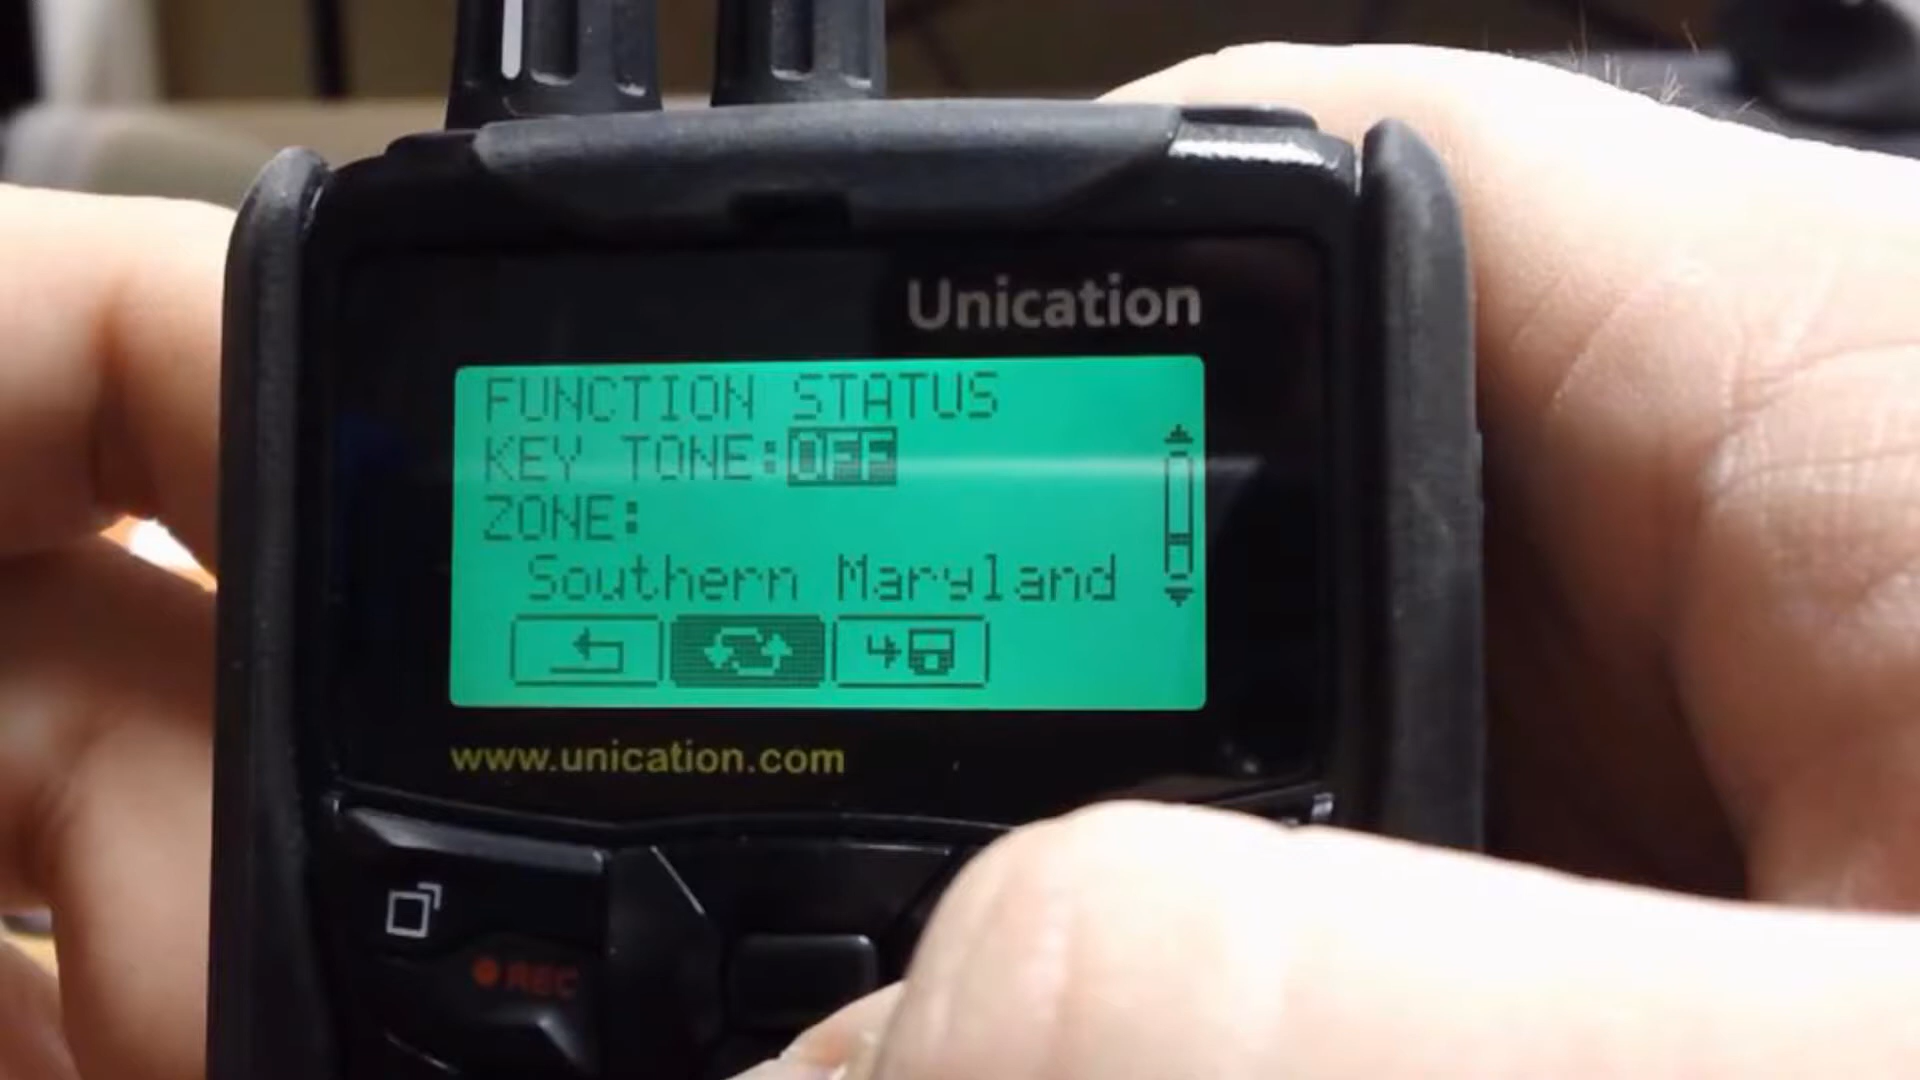 Unication
FUNCTION STATUS
KEY TONE:OFF
ZONE:
Southern Maryland
www.unication.com
REC